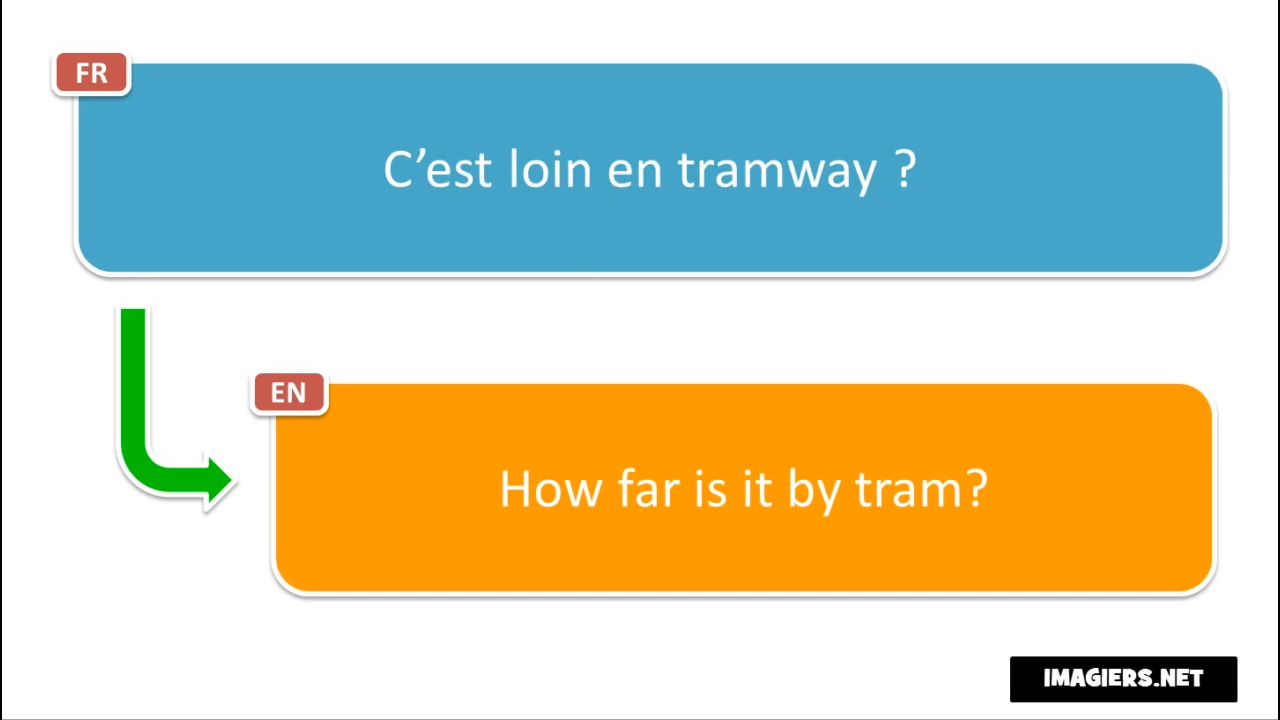 FR
C’est loin en tramway ?
EN
How far is it by tram?
IMAGIERS.NET